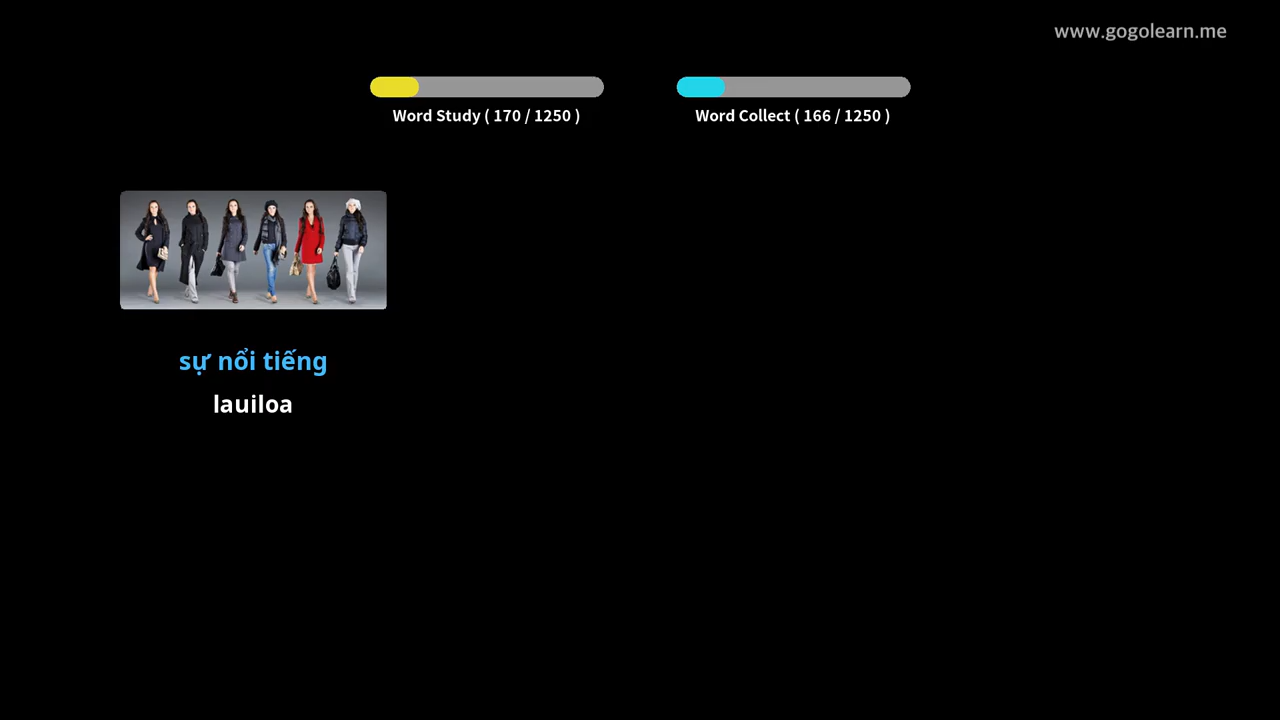 www.gogolearn.me
Word Study ( 170 / 1250 )
Word Collect ( 166 / 1250 )
sự nổi tiếng
lauiloa